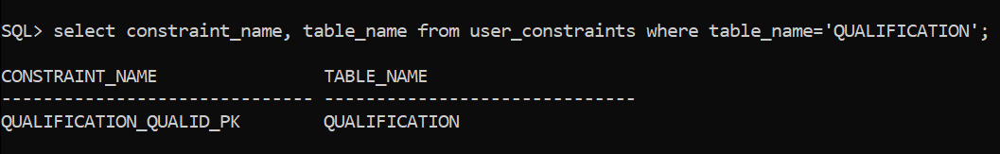 SQL> select constraint_name, table_name from user_constraints where table_name='QUALIFICATION';
CONSTRAINT_NAME                TABLE_NAME
------------------------------ ------------------------------
QUALIFICATION_QUALID_PK        QUALIFICATION